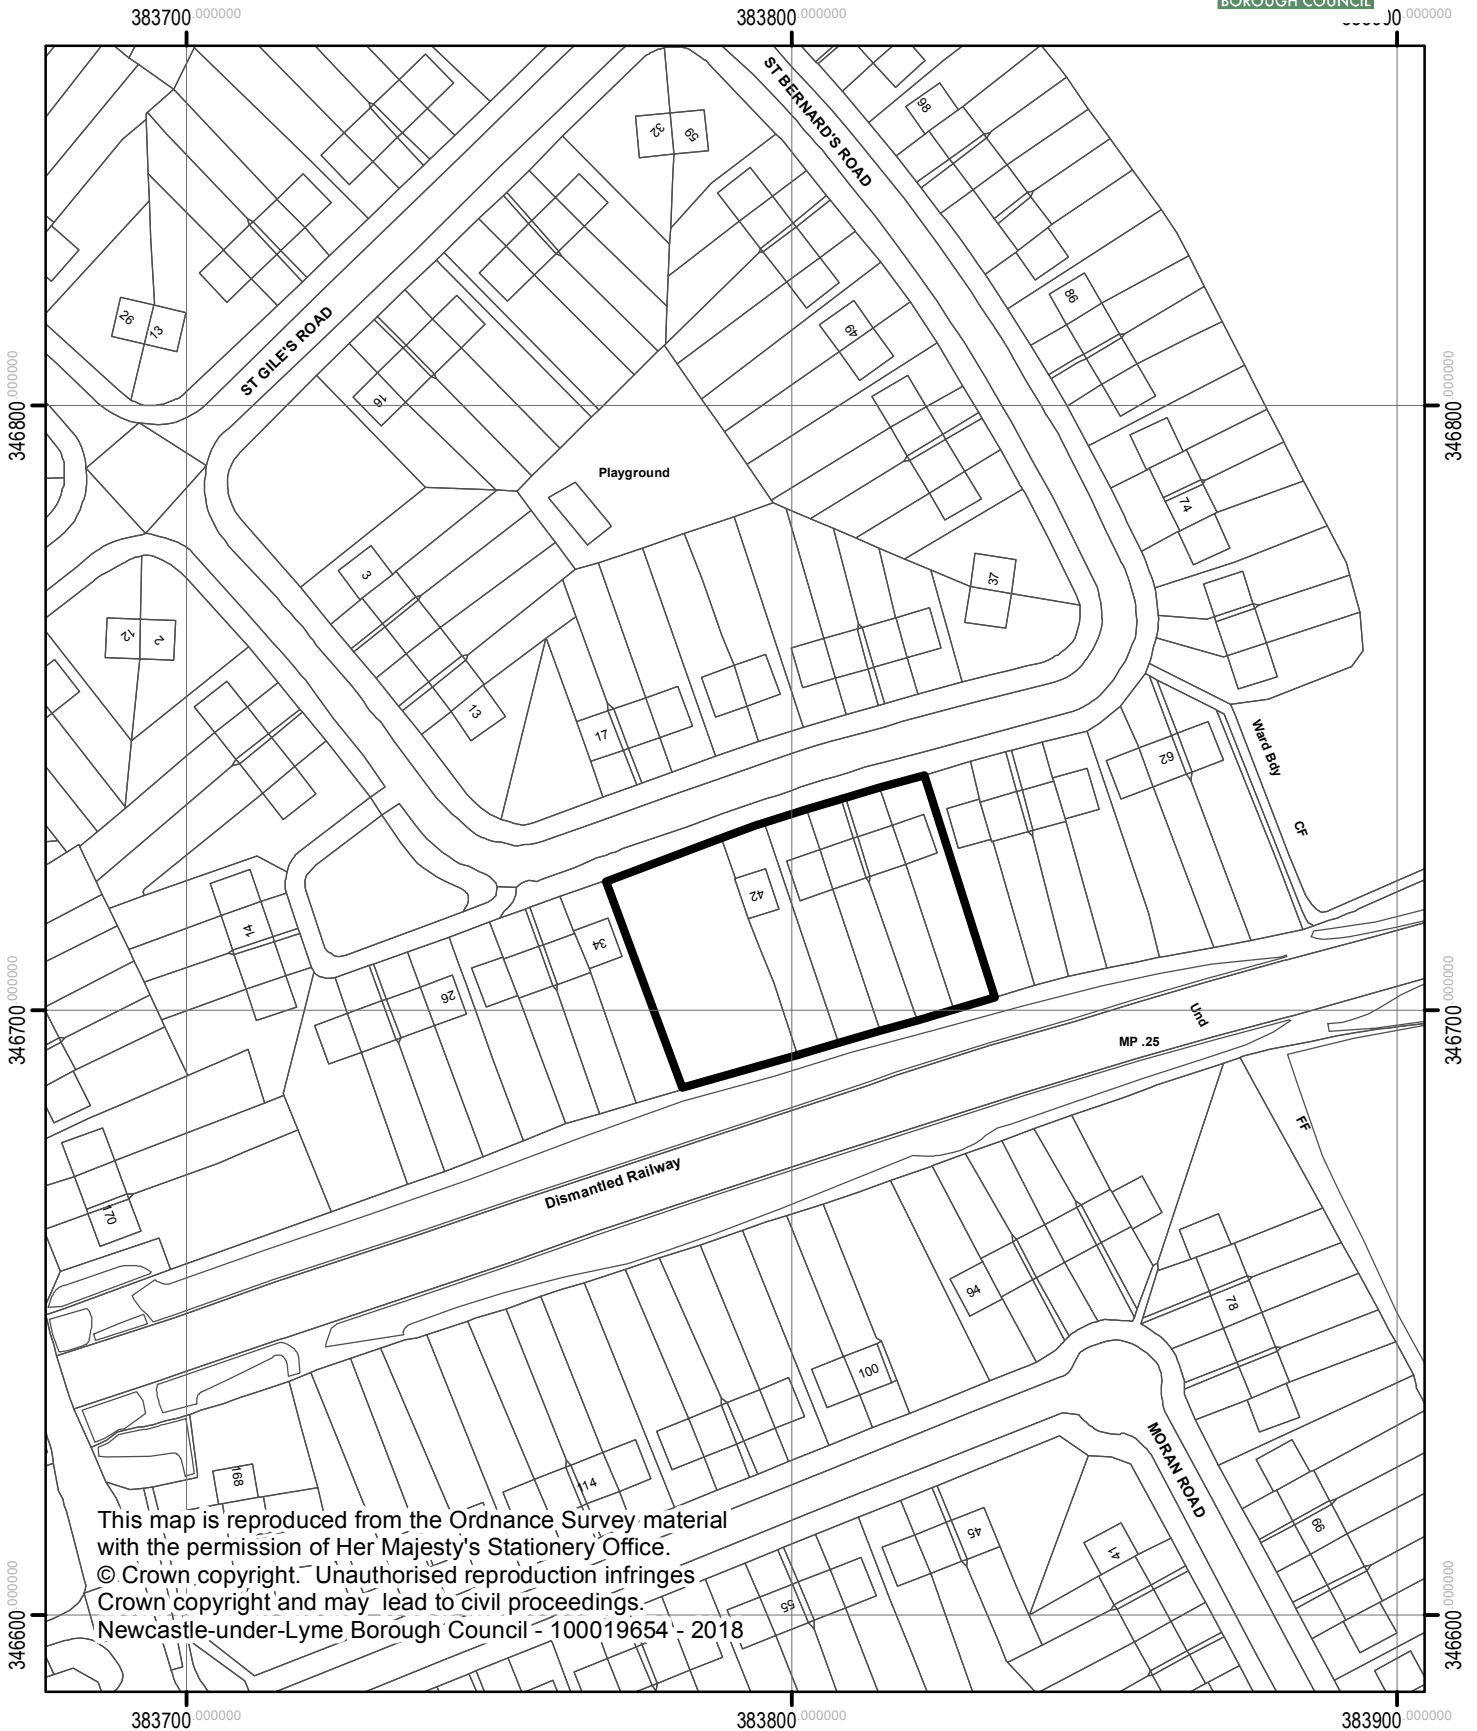 BOROUGH COUNCIL
383700.000000
383800.000000
.000000
ST BERNARD'S ROAD
98
32
59
86
26
13
ST GILE'S ROAD
49
16
346800.000000
346800.000000
Playground
74
3
37
72
2
13
17
62
Ward Bdy
CF
42
14
34
26
346700.000000
346700.000000
Und
MP .25
FF
Dismantled Railway
170
94
78
100
MORAN ROAD
168
114
66
45
41
55
This map is reproduced from the Ordnance Survey material
with the permission of Her Majesty's Stationery Office.
© Crown copyright. Unauthorised reproduction infringes
Crown copyright and may lead to civil proceedings.
Newcastle-under-Lyme Borough Council - 100019654 - 2018
346600.000000
346600.000000
383700.000000
383800.000000
383900.000000